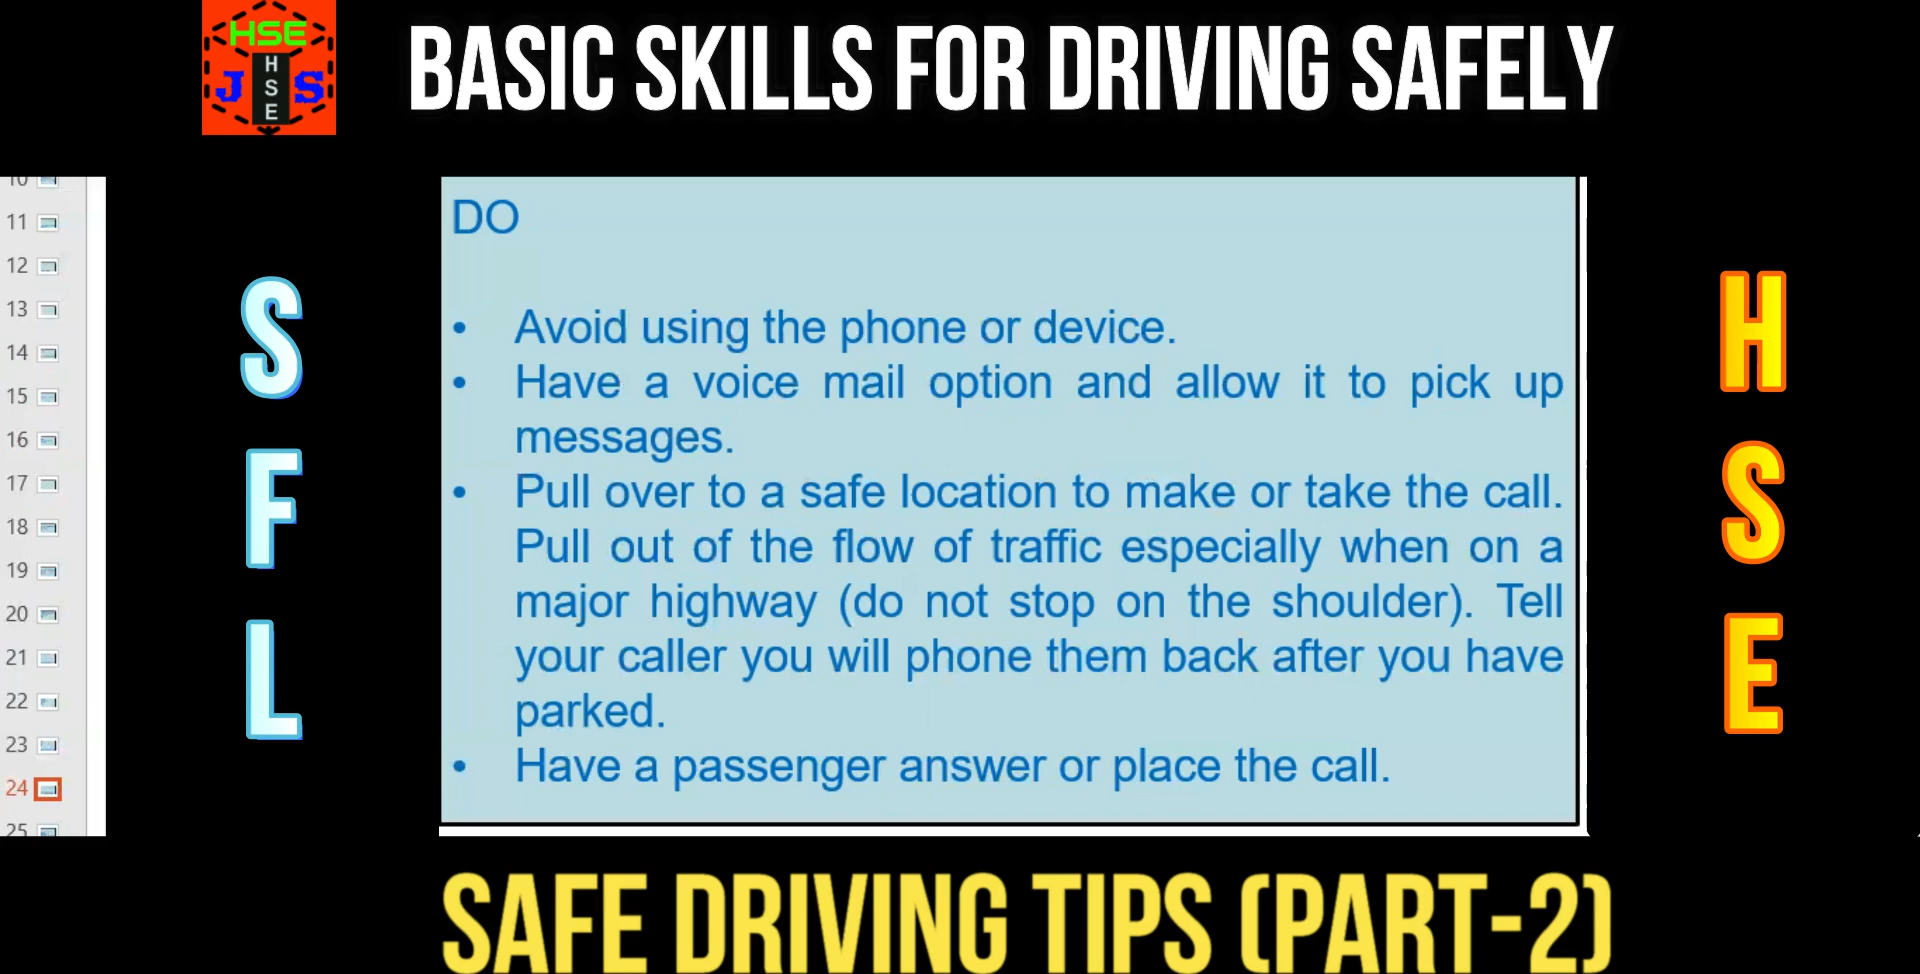 HSE
J S
H
S
E
BASIC SKILLS FOR DRIVING SAFELY
10
11
12
13
14
15
16
17
18
19
20
21
22
23
24
25
S
F
L
DO
• Avoid using the phone or device.
• Have a voice mail option and allow it to pick up
messages.
• Pull over to a safe location to make or take the call.
Pull out of the flow of traffic especially when on a
major highway (do not stop on the shoulder). Tell
your caller you will phone them back after you have
parked.
• Have a passenger answer or place the call.
H
S
E
SAFE DRIVING TIPS (PART-2)